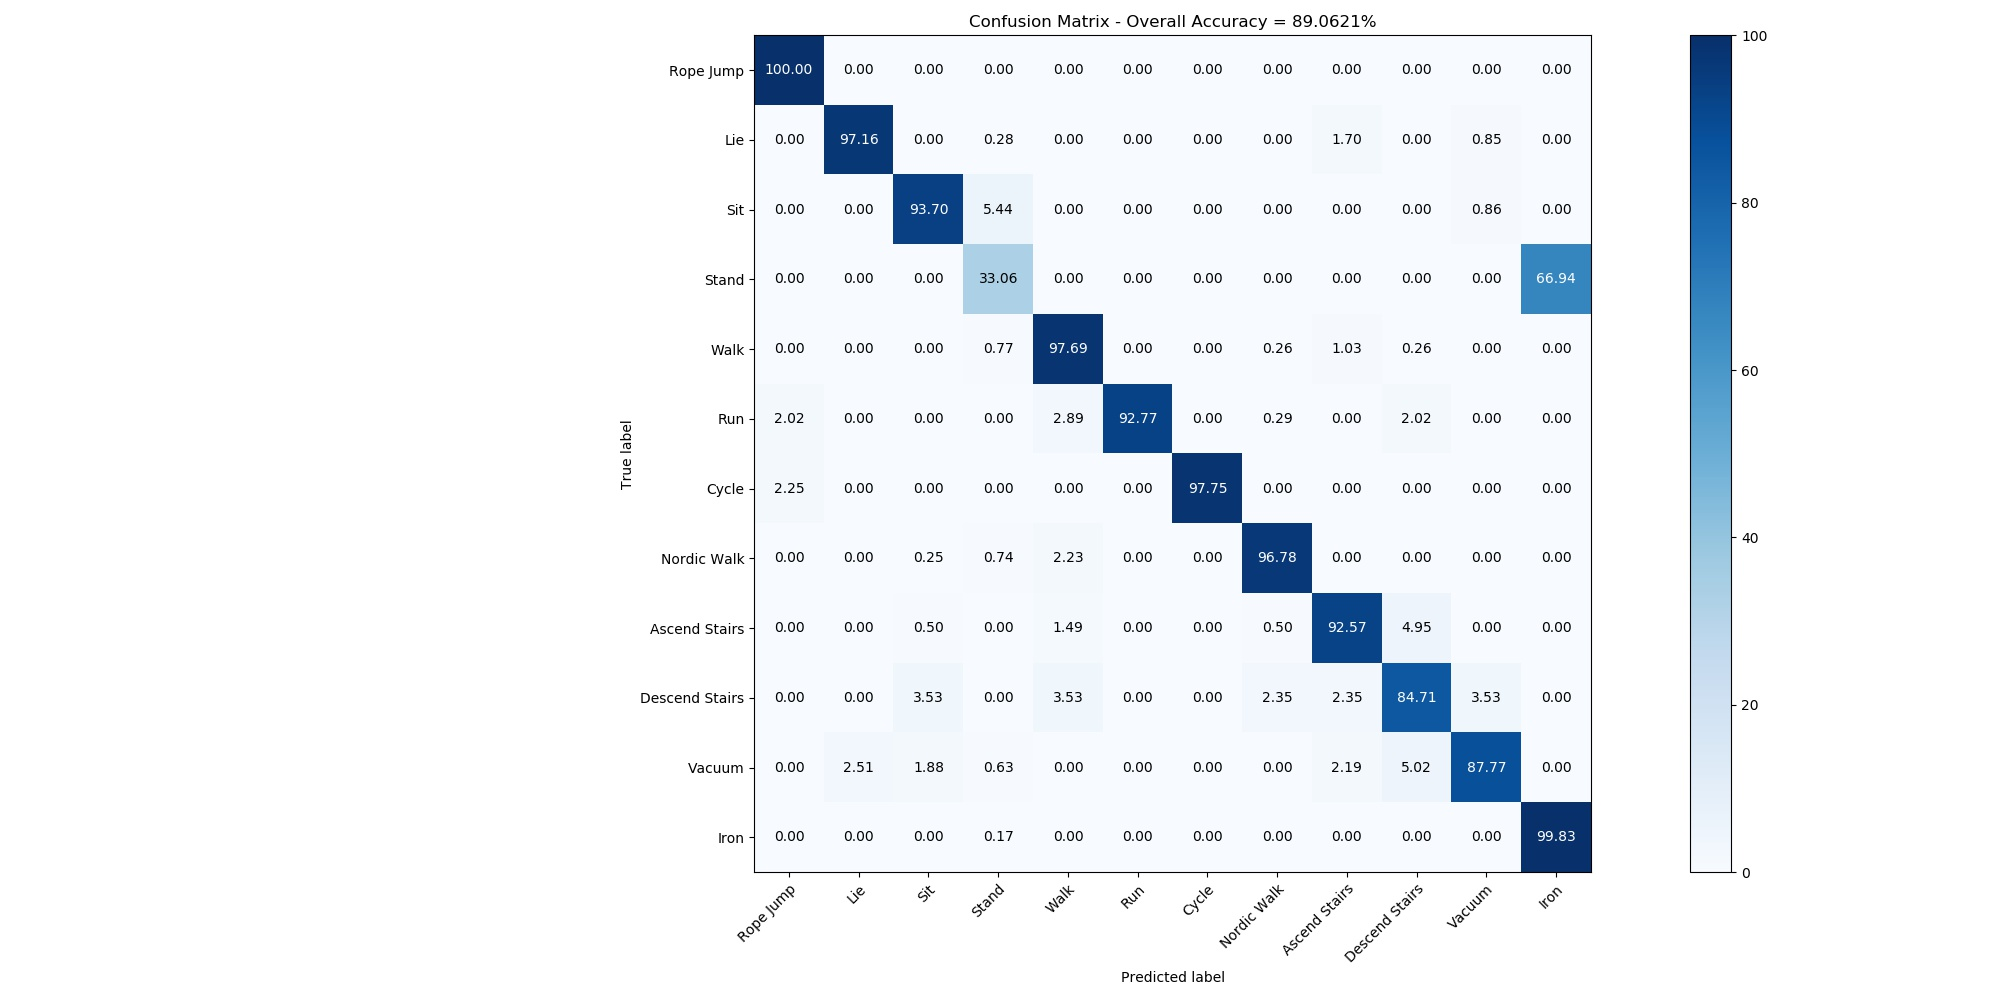 Confusion Matrix - Overall Accuracy = 89.0621%
Rope Jump 100.00 0.00 0.00 0.00 0.00 0.00 0.00 0.00 0.00 0.00 0.00 0.00
Lie 0.00 97.16 0.00 0.28 0.00 0.00 0.00 0.00 1.70 0.00 0.85 0.00
Sit 0.00 0.00 93.70 5.44 0.00 0.00 0.00 0.00 0.00 0.00 0.86 0.00
Stand 0.00 0.00 0.00 33.06 0.00 0.00 0.00 0.00 0.00 0.00 0.00 66.94
Walk 0.00 0.00 0.00 0.77 97.69 0.00 0.00 0.26 1.03 0.26 0.00 0.00
Run 2.02 0.00 0.00 0.00 2.89 92.77 0.00 0.29 0.00 2.02 0.00 0.00
Cycle 2.25 0.00 0.00 0.00 0.00 0.00 97.75 0.00 0.00 0.00 0.00 0.00
Nordic Walk 0.00 0.00 0.25 0.74 2.23 0.00 0.00 96.78 0.00 0.00 0.00 0.00
Ascend Stairs 0.00 0.00 0.50 0.00 1.49 0.00 0.00 0.50 92.57 4.95 0.00 0.00
Descend Stairs 0.00 0.00 3.53 0.00 3.53 0.00 0.00 2.35 2.35 84.71 3.53 0.00
Vacuum 0.00 2.51 1.88 0.63 0.00 0.00 0.00 0.00 2.19 5.02 87.77 0.00
Iron 0.00 0.00 0.00 0.17 0.00 0.00 0.00 0.00 0.00 0.00 0.00 99.83
Rope Jump Lie Sit Stand Walk Run Cycle Nordic Walk Ascend Stairs Descend Stairs Vacuum Iron
Predicted label
True label
100
80
60
40
20
0